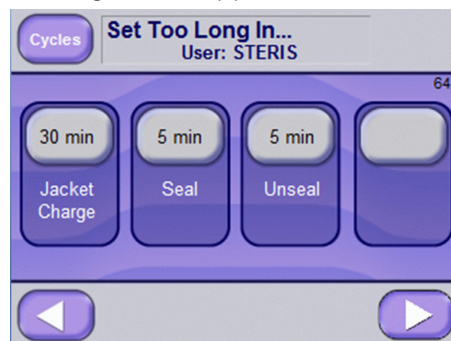 Cycles
Set Too Long In...
User: STERIS
64
30 min
5 min
5 min
Jacket
Charge
Seal
Unseal